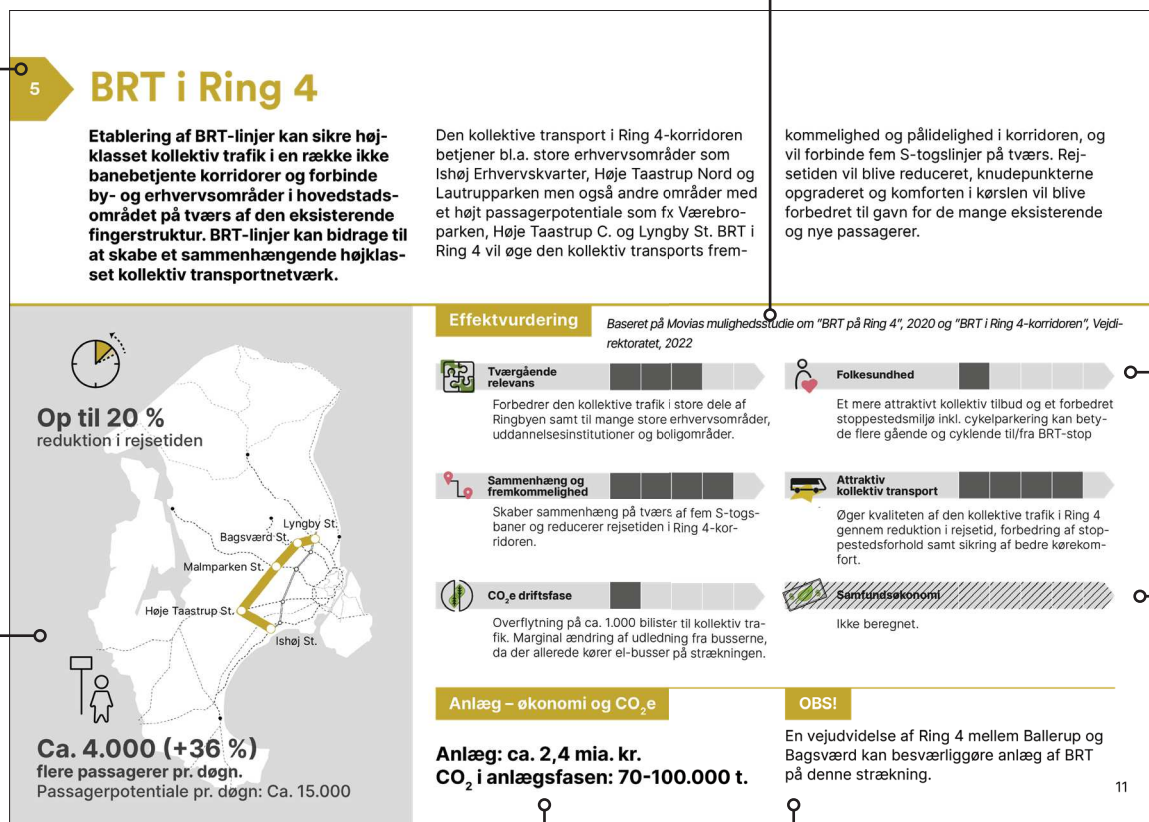 5
BRT i Ring 4
Etablering af BRT-linjer kan sikre høj-
klasset kollektiv trafik i en række ikke
banebetjente korridorer og forbinde
by- og erhvervsområder i hovedstads-
området på tværs af den eksisterende
fingerstruktur. BRT-linjer kan bidrage til
at skabe et sammenhængende højklas-
set kollektiv transportnetværk.
Den kollektive transport i Ring 4-korridoren
betjener bl.a. store erhvervsområder som
Ishøj Erhvervskvarter, Høje Taastrup Nord og
Lautrupparken men også andre områder med
et højt passagerpotentiale som fx Værebro-
parken, Høje Taastrup C. og Lyngby St. BRT i
Ring 4 vil øge den kollektiv transports frem-
kommelighed og pålidelighed i korridoren, og
vil forbinde fem S-togslinjer på tværs. Rej-
setiden vil blive reduceret, knudepunkterne
opgraderet og komforten i kørslen vil blive
forbedret til gavn for de mange eksisterende
og nye passagerer.
Op til 20 %
reduktion i rejsetiden
Lyngby St.
Bagsværd St.
Malmparken St.
Høje Taastrup St.
Ishøj St.
Ca. 4.000 (+36 %)
flere passagerer pr. døgn.
Passagerpotentiale pr. døgn: Ca. 15.000
Effektvurdering
Baseret på Movias mulighedsstudie om "BRT på Ring 4", 2020 og "BRT i Ring 4-korridoren", Vejdi-
rektoratet, 2022
Tværgående
relevans
Forbedrer den kollektive trafik i store dele af
Ringbyen samt til mange store erhvervsområder,
uddannelsesinstitutioner og boligområder.
Folkesundhed
Et mere attraktivt kollektiv tilbud og et forbedret
stoppestedsmiljø inkl. cykelparkering kan bety-
de flere gående og cyklende til/fra BRT-stop
Sammenhæng og
fremkommelighed
Skaber sammenhæng på tværs af fem S-togs-
baner og reducerer rejsetiden i Ring 4-kor-
ridoren.
Attraktiv
kollektiv transport
Øger kvaliteten af den kollektive trafik i Ring 4
gennem reduktion i rejsetid, forbedring af stop-
pestedsforhold samt sikring af bedre kørekom-
fort.
CO₂e driftsfase
Overflytning på ca. 1.000 bilister til kollektiv tra-
fik. Marginal ændring af udledning fra busserne,
da der allerede kører el-busser på strækningen.
Samfundsøkonomi
Ikke beregnet.
Anlæg – økonomi og CO₂e
Anlæg: ca. 2,4 mia. kr.
CO₂ i anlægsfasen: 70-100.000 t.
OBS!
En vejudvidelse af Ring 4 mellem Ballerup og
Bagsværd kan besværliggøre anlæg af BRT
på denne strækning.
11